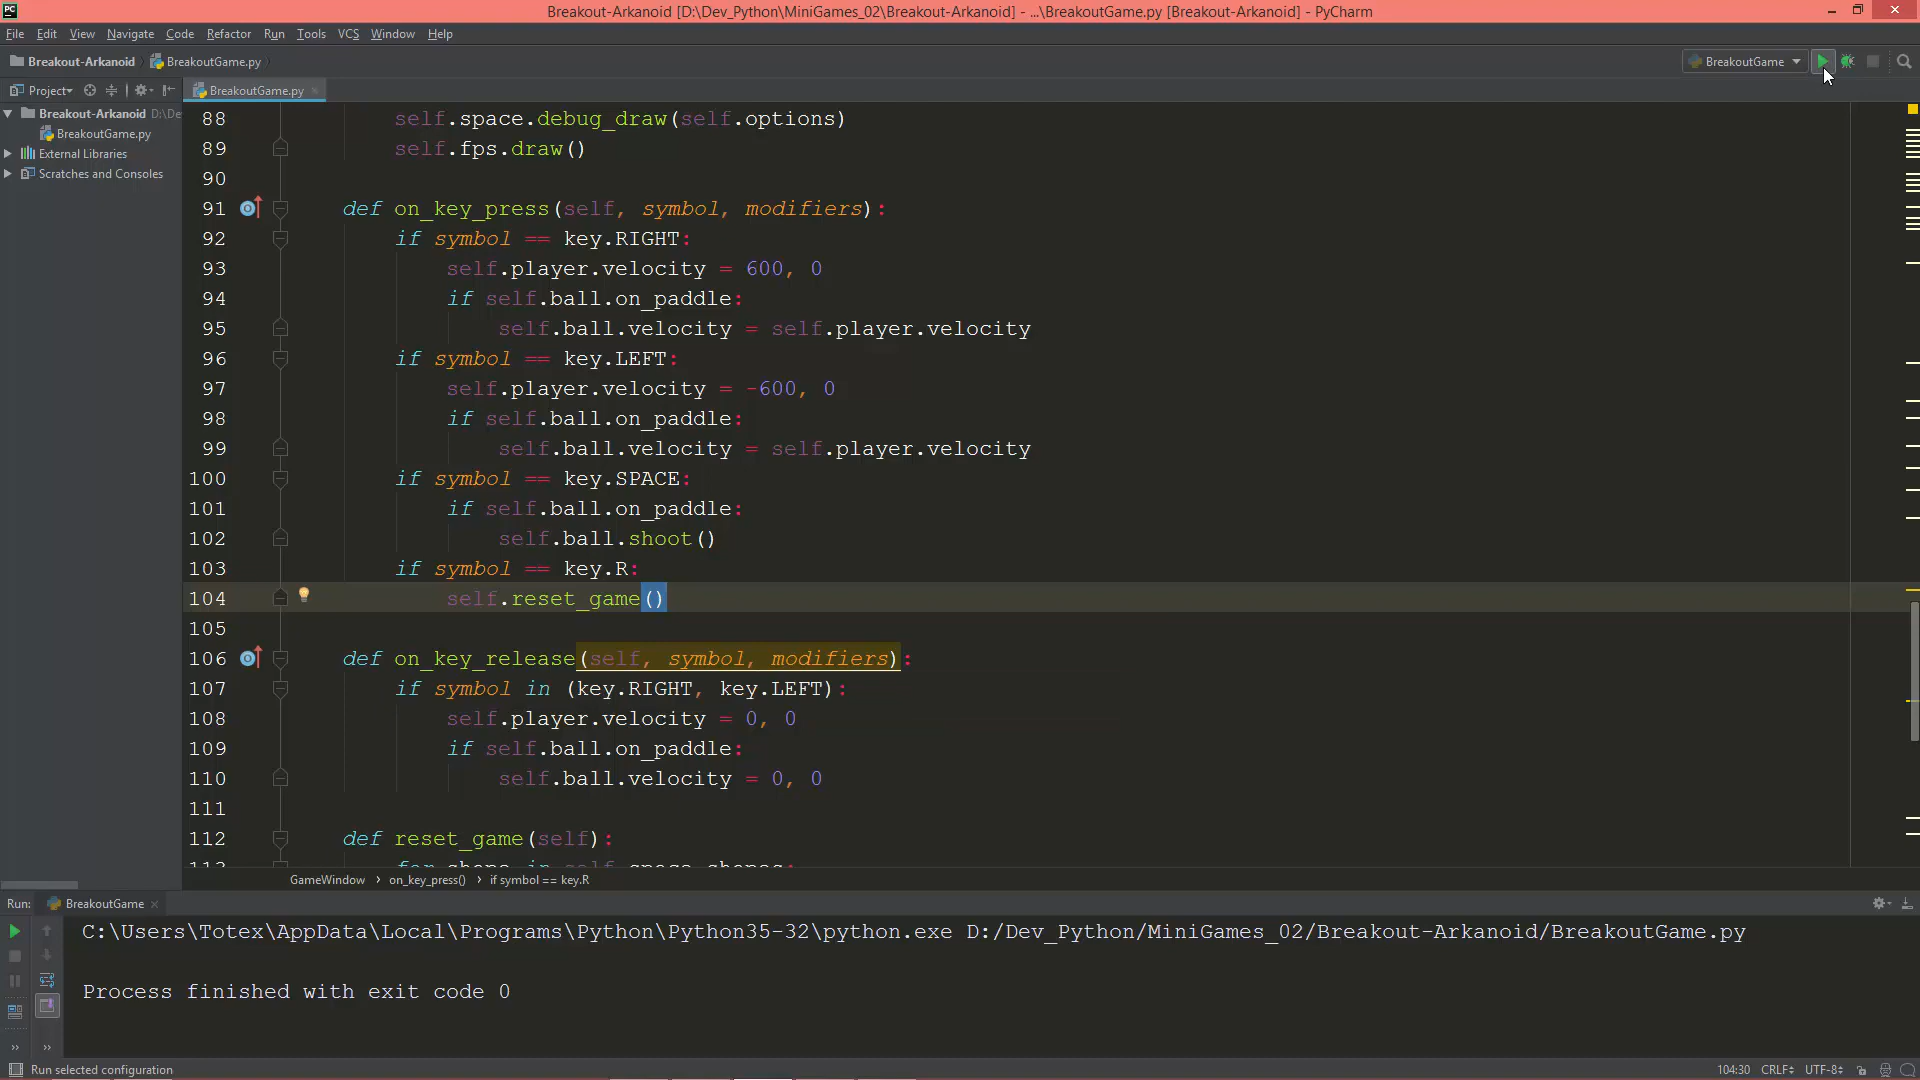 PC Breakout-Arkanoid [D:\Dev_Python\MiniGames_02\Breakout-Arkanoid] - ...\BreakoutGame.py [Breakout-Arkanoid] - PyCharm
File Edit View Navigate Code Refactor Run Tools VCS Window Help
Breakout-Arkanoid BreakoutGame.py BreakoutGame
Project BreakoutGame.py
Breakout-Arkanoid D:\De
BreakoutGame.py
External Libraries
Scratches and Consoles
88 self.space.debug_draw(self.options)
89 self.fps.draw()
90
91 def on_key_press(self, symbol, modifiers):
92 if symbol == key.RIGHT:
93 self.player.velocity = 600, 0
94 if self.ball.on_paddle:
95 self.ball.velocity = self.player.velocity
96 if symbol == key.LEFT:
97 self.player.velocity = -600, 0
98 if self.ball.on_paddle:
99 self.ball.velocity = self.player.velocity
100 if symbol == key.SPACE:
101 if self.ball.on_paddle:
102 self.ball.shoot()
103 if symbol == key.R:
104 self.reset_game()
105
106 def on_key_release(self, symbol, modifiers):
107 if symbol in (key.RIGHT, key.LEFT):
108 self.player.velocity = 0, 0
109 if self.ball.on_paddle:
110 self.ball.velocity = 0, 0
111
112 def reset_game(self):
113 for shape in self.space.shapes:
GameWindow › on_key_press() › if symbol == key.R
Run: BreakoutGame
C:\Users\Totex\AppData\Local\Programs\Python\Python35-32\python.exe D:/Dev_Python/MiniGames_02/Breakout-Arkanoid/BreakoutGame.py
Process finished with exit code 0
Run selected configuration 104:30 CRLF UTF-8